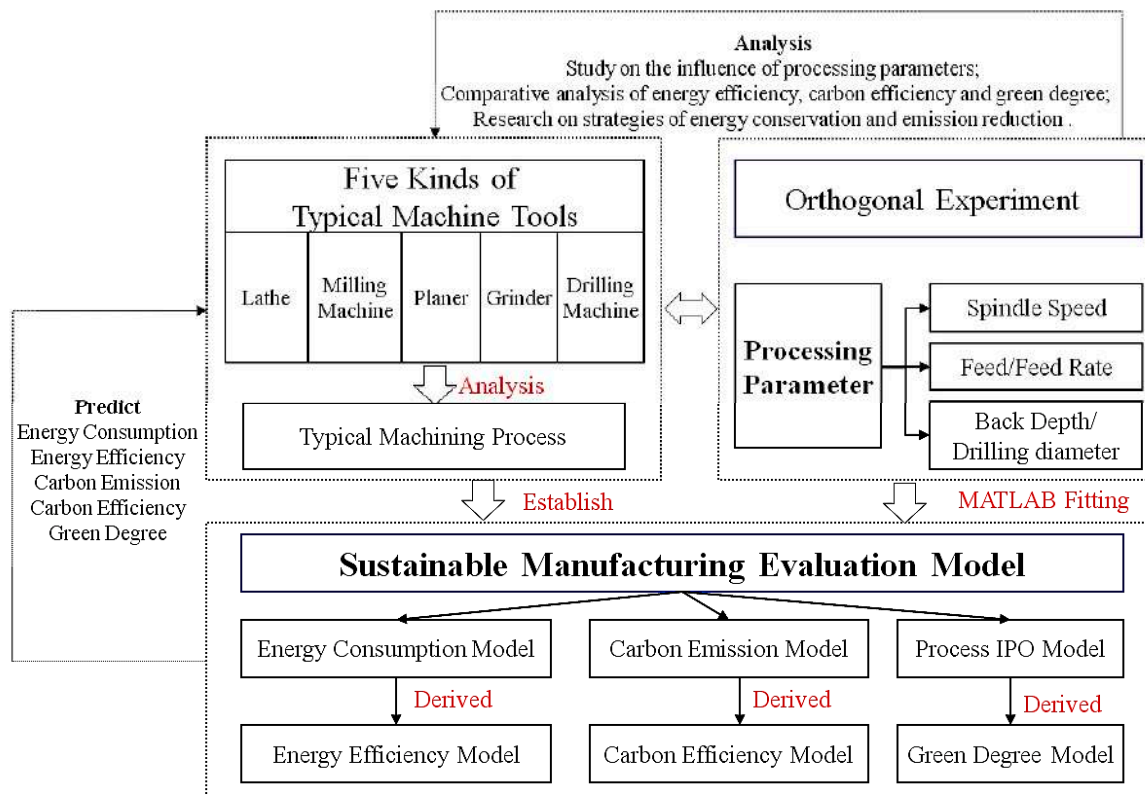 Analysis
Study on the influence of processing parameters;
Comparative analysis of energy efficiency, carbon efficiency and green degree;
Research on strategies of energy conservation and emission reduction .
Five Kinds of
Typical Machine Tools
Lathe
Milling
Machine
Planer
Grinder
Drilling
Machine
Analysis
Typical Machining Process
Orthogonal Experiment
Processing
Parameter
Spindle Speed
Feed/Feed Rate
Back Depth/
Drilling diameter
Predict
Energy Consumption
Energy Efficiency
Carbon Emission
Carbon Efficiency
Green Degree
Establish
MATLAB Fitting
Sustainable Manufacturing Evaluation Model
Energy Consumption Model
Carbon Emission Model
Process IPO Model
Derived
Derived
Derived
Energy Efficiency Model
Carbon Efficiency Model
Green Degree Model